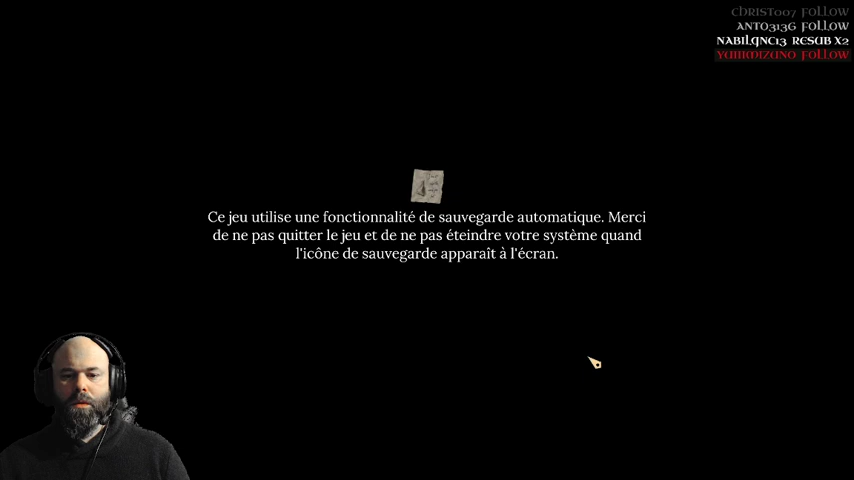 CHRIST007 FOLLOW
ANTO313G FOLLOW
NABILQNC13 RESUB X2
YUUMIZUNO FOLLOW
Ce jeu utilise une fonctionnalité de sauvegarde automatique. Merci
de ne pas quitter le jeu et de ne pas éteindre votre système quand
l'icône de sauvegarde apparaît à l'écran.